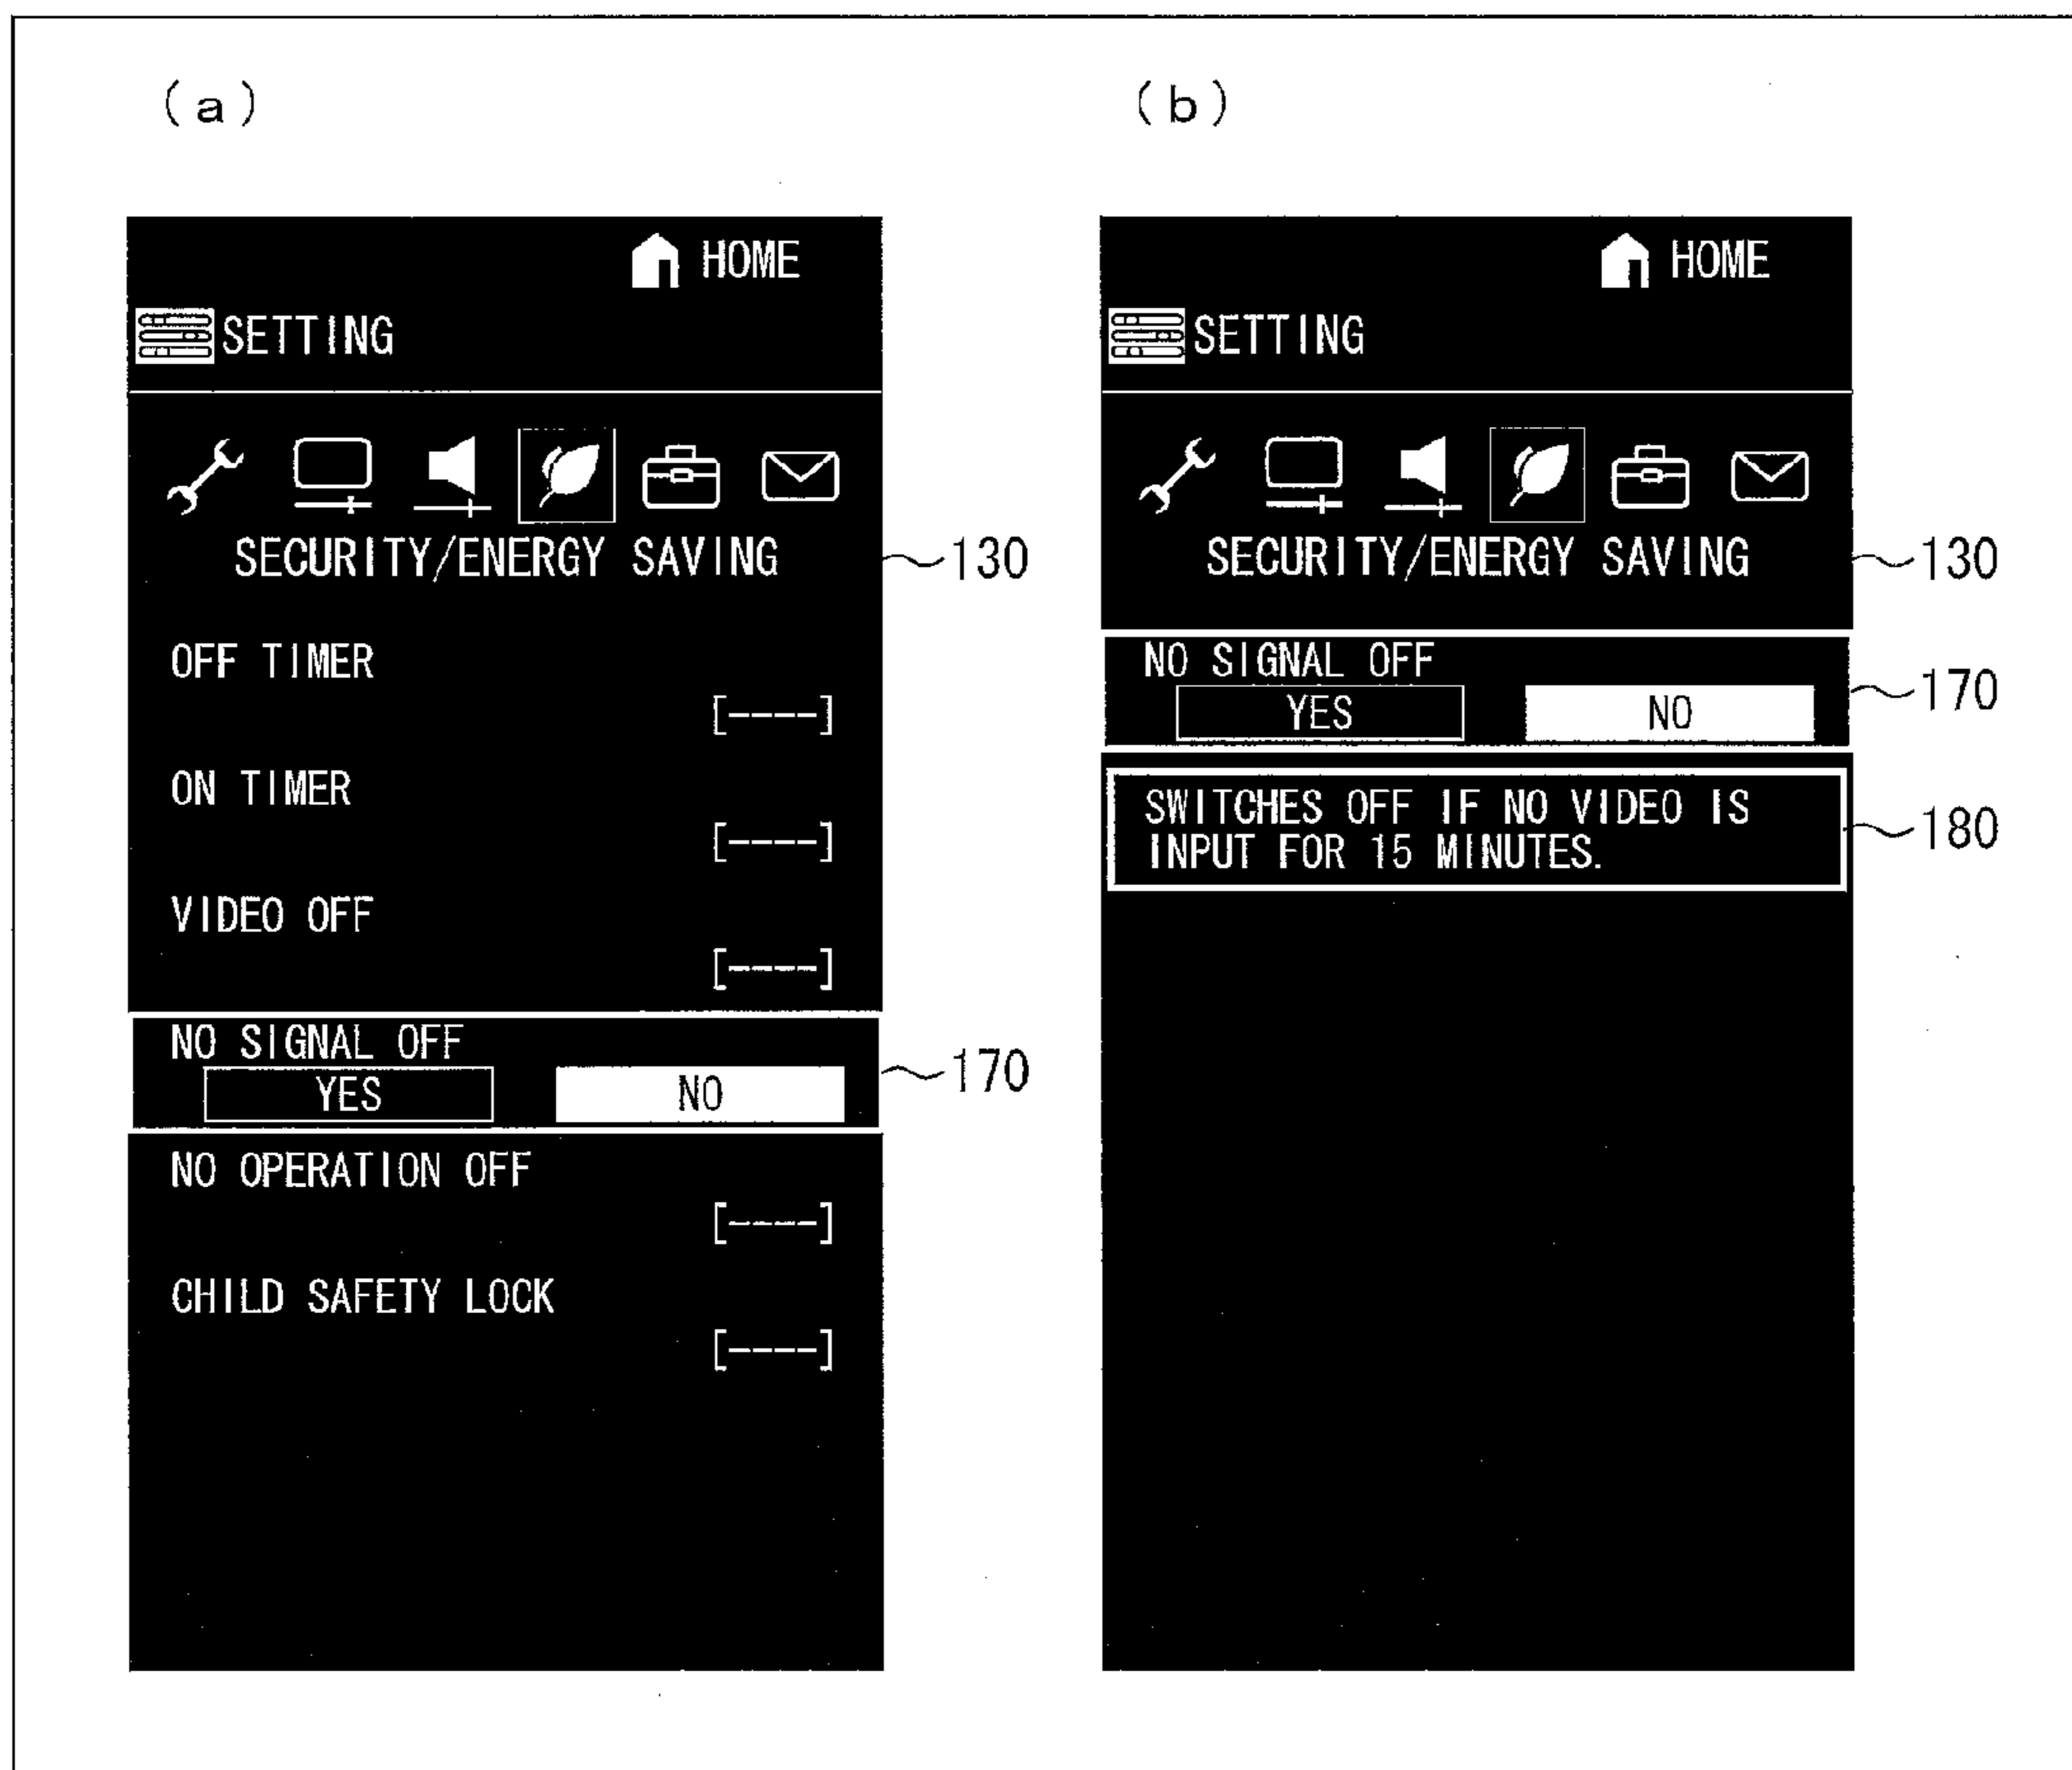 (a)
HOME
SETTING
SECURITY/ENERGY SAVING
130
OFF TIMER
[----]
ON TIMER
[----]
VIDEO OFF
[----]
NO SIGNAL OFF
YES NO
170
NO OPERATION OFF
[----]
CHILD SAFETY LOCK
[----]
(b)
HOME
SETTING
SECURITY/ENERGY SAVING
130
NO SIGNAL OFF
YES NO
170
SWITCHES OFF IF NO VIDEO IS
INPUT FOR 15 MINUTES.
180